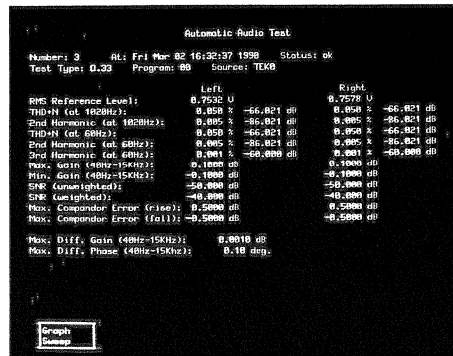 Automatic Audio Test
Number: 3 At: Fri Mar 02 16:32:37 1990 Status: ok
Test Type: 0.33 Program: 00 Source: TEK0
Left Right
RMS Reference Level: 0.7532 V 0.7578 V
THD+N (at 1020Hz): 0.050 % -66.021 dB 0.050 % -66.021 dB
2nd Harmonic (at 1020Hz): 0.005 % -86.021 dB 0.005 % -86.021 dB
THD+N (at 60Hz): 0.050 % -66.021 dB 0.050 % -66.021 dB
2nd Harmonic (at 60Hz): 0.005 % -86.021 dB 0.005 % -86.021 dB
3rd Harmonic (at 60Hz): 0.001 % -60.000 dB 0.001 % -60.000 dB
Max. Gain (40Hz-15KHz): 0.1000 dB 0.1000 dB
Min. Gain (40Hz-15KHz): -0.1000 dB -0.1000 dB
SNR (unweighted): -50.000 dB -50.000 dB
SNR (weighted): -40.000 dB -40.000 dB
Max. Compandor Error (rise): 0.5000 dB 0.5000 dB
Max. Compandor Error (fall): -0.5000 dB -0.5000 dB
Max. Diff. Gain (40Hz-15KHz): 0.0010 dB
Max. Diff. Phase (40Hz-15Khz): 0.10 deg.
Graph
Sweep